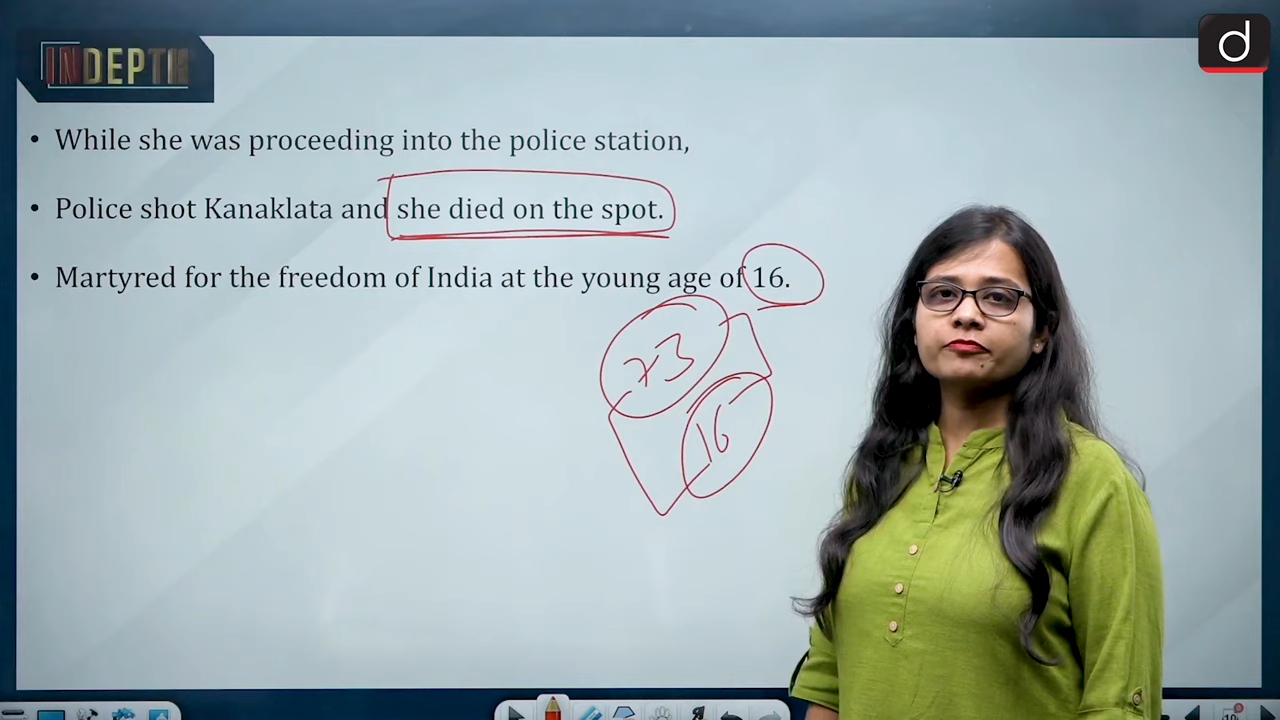 INDEPTH
d
• While she was proceeding into the police station,
• Police shot Kanaklata and she died on the spot.
• Martyred for the freedom of India at the young age of 16.
16